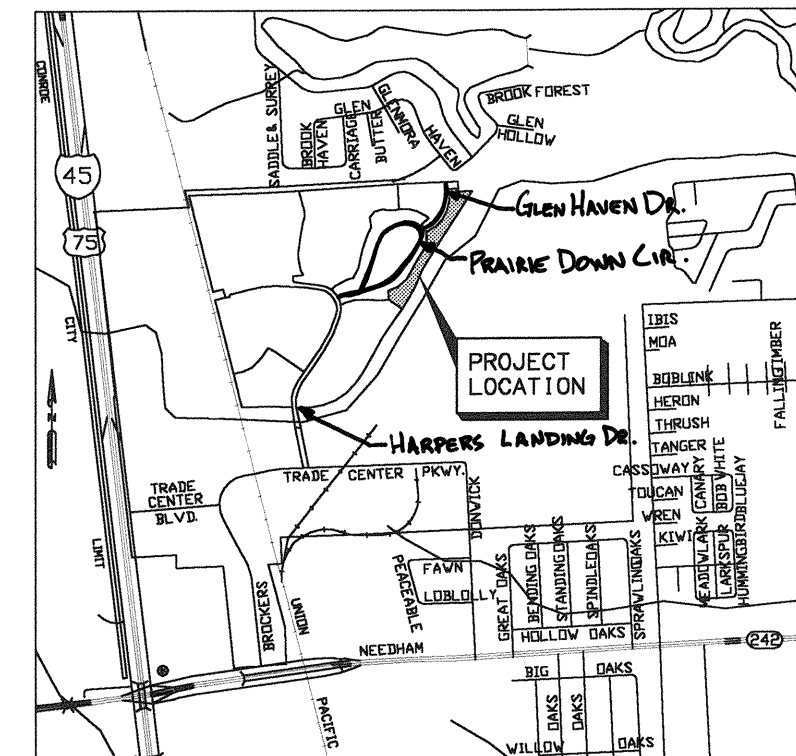 CONROE
45
75
CITY
LIMIT
N
SADDLE & SURREY
BROOK
HAVEN
GLEN
CARRIAGE
BUTTER
GLENMORA
HAVEN
BROOK FOREST
GLEN
HOLLOW
GLEN HAVEN DR.
PRAIRIE DOWN CIR.
PROJECT
LOCATION
HARPERS LANDING DR.
TRADE CENTER PKWY.
TRADE
CENTER
BLVD.
DONWICK
BROCKERS
UNION
PACIFIC
PEACEABLE
FAWN
LOBLOLLY
NEEDHAM
GREAT OAKS
BENDING OAKS
STANDING OAKS
SPINDLE OAKS
SPRAWLING OAKS
HOLLOW OAKS
242
BIG OAKS
OAKS
OAKS
WILLOW OAKS
IBIS
MOA
BOBLINK
HERON
THRUSH
TANGER
CASSOWAY
TOUCAN
WREN
KIWI
CANARY
BOB WHITE
BLUEJAY
MEADOWLARK
LARKSPUR
HUMMINGBIRD
FALLINGTIMBER